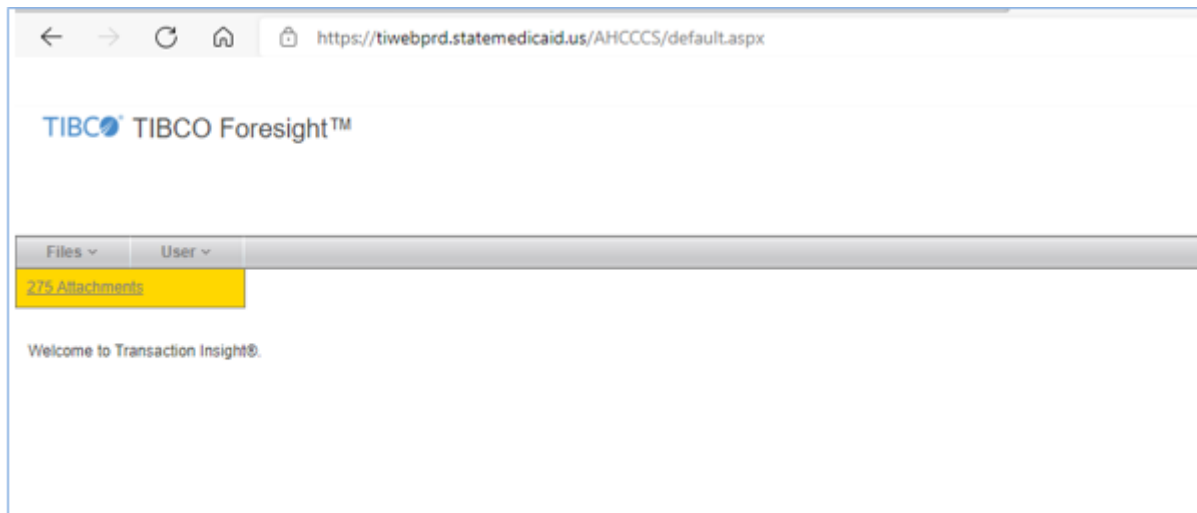 https://tiwebprd.statemedicaid.us/AHCCCS/default.aspx
TIBCO® TIBCO Foresight™
Files User
275 Attachments
Welcome to Transaction Insight®.